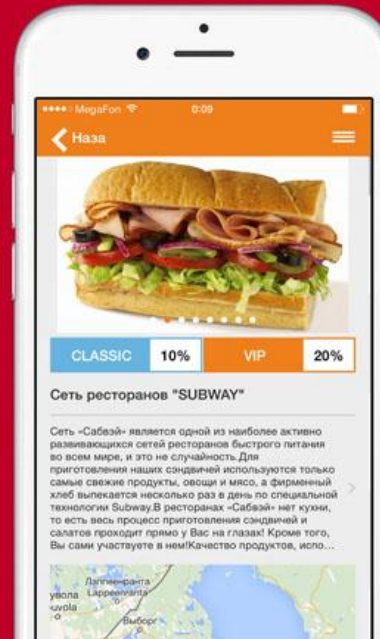 MegaFon 0:09
Наза
CLASSIC 10% VIP 20%
Сеть ресторанов "SUBWAY"
Сеть «Сабвэй» является одной из наиболее активно
развивающихся сетей ресторанов быстрого питания
во всем мире, и это не случайность.Для
приготовления наших сэндвичей используются только
самые свежие продукты, овощи и мясо, а фирменный
хлеб выпекается несколько раз в день по специальной
технологии Subway.В ресторанах «Сабвэй» нет кухни,
то есть весь процесс приготовления сэндвичей и
салатов проходит прямо у Вас на глазах! Кроме того,
Вы сами участвуете в нем!Качество продуктов, испо...
Лаппеенранта
увола Lappeenranta
uvola
Выборг